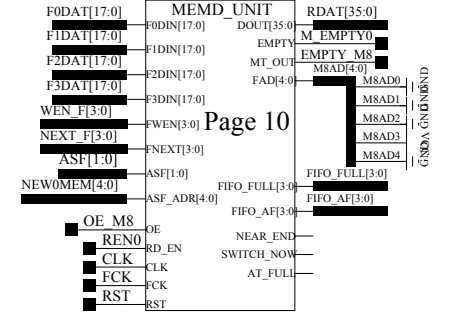 MEMD_UNIT
F0DAT[17:0]
F0DIN[17:0]
F1DAT[17:0]
F1DIN[17:0]
F2DAT[17:0]
F2DIN[17:0]
F3DAT[17:0]
F3DIN[17:0]
WEN_F[3:0]
FWEN[3:0]
NEXT_F[3:0]
FNEXT[3:0]
ASF[1:0]
ASF[1:0]
NEW0MEM[4:0]
ASF_ADR[4:0]
OE_M8
OE
REN0
RD_EN
CLK
CLK
FCK
FCK
RST
RST
Page 10
RDAT[35:0]
DOUT[35:0]
M_EMPTY0
EMPTY
EMPTY_M8
MT_OUT
M8AD[4:0]
FAD[4:0]
M8AD0
GND
M8AD1
M8AD2
GND
M8AD3
M8AD4
GND
FIFO_FULL[3:0]
FIFO_FULL[3:0]
FIFO_AF[3:0]
FIFO_AF[3:0]
NEAR_END
SWITCH_NOW
AT_FULL